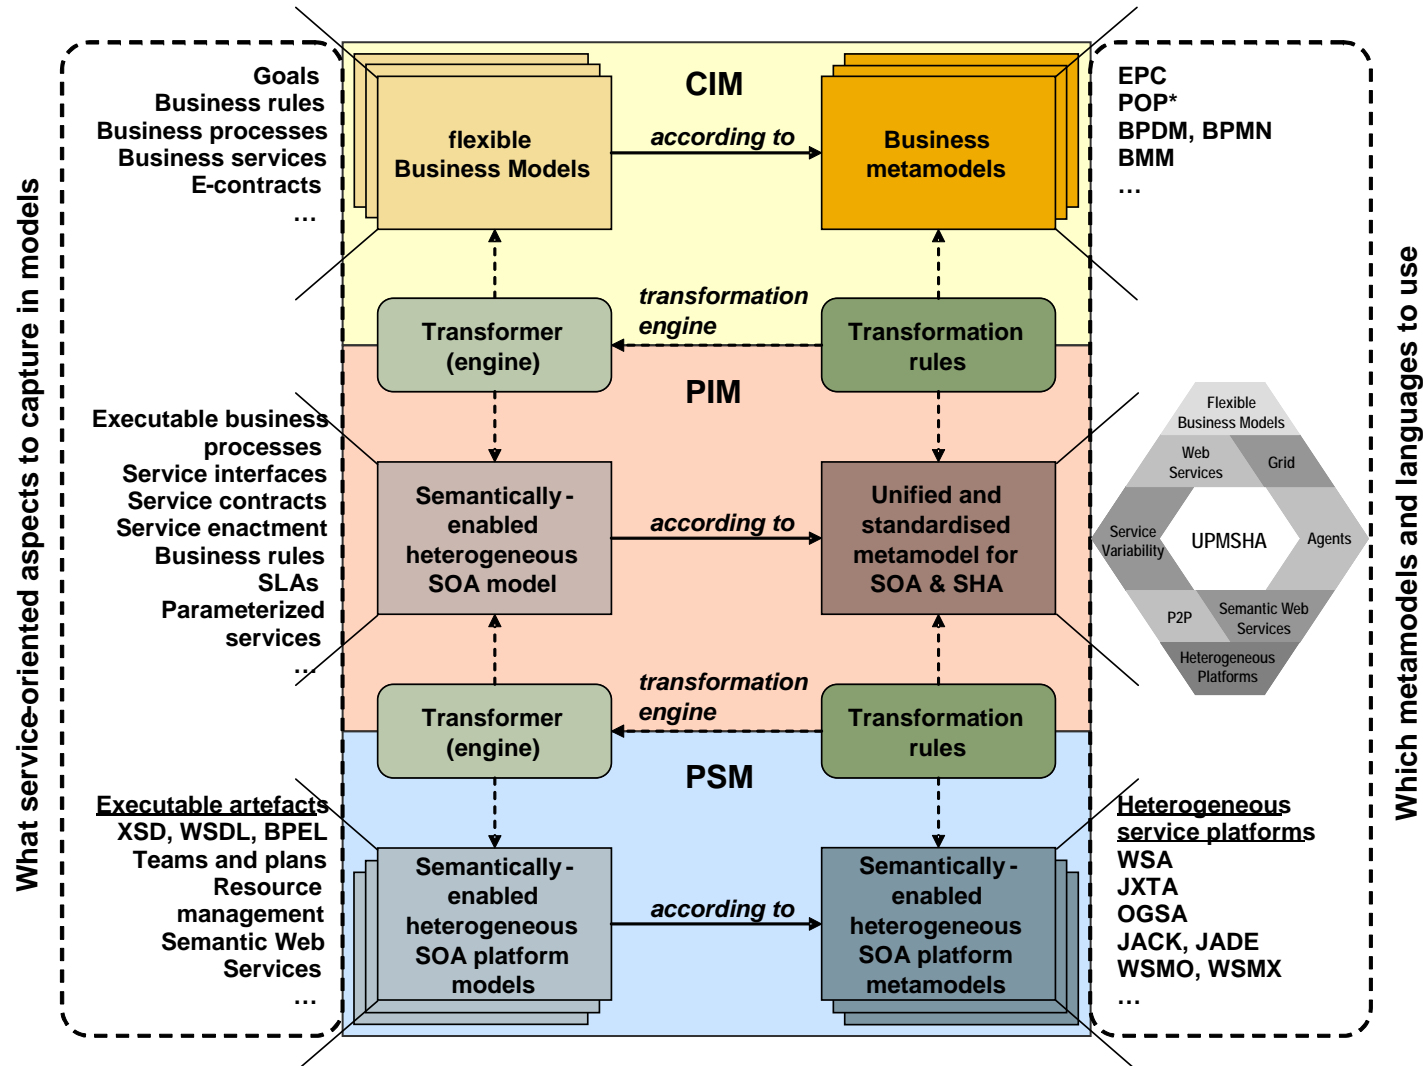 What service-oriented aspects to capture in models
Goals
Business rules
Business processes
Business services
E-contracts
...
Executable business
processes
Service interfaces
Service contracts
Service enactment
Business rules
SLAs
Parameterized
services
...
Executable artefacts
XSD, WSDL, BPEL
Teams and plans
Resource
management
Semantic Web
Services
...
CIM
flexible
Business Models
according to
Business
metamodels
Transformer
(engine)
transformation
engine
Transformation
rules
PIM
Semantically-
enabled
heterogeneous
SOA model
according to
Unified and
standardised
metamodel for
SOA & SHA
Transformer
(engine)
transformation
engine
Transformation
rules
PSM
Semantically-
enabled
heterogeneous
SOA platform
models
according to
Semantically-
enabled
heterogeneous
SOA platform
metamodels
EPC
POP*
BPDM, BPMN
BMM
...
Flexible
Business Models
Web
Services
Grid
Service
Variability
UPMSHA
Agents
P2P
Semantic Web
Services
Heterogeneous
Platforms
Heterogeneous
service platforms
WSA
JXTA
OGSA
JACK, JADE
WSMO, WSMX
...
Which metamodels and languages to use